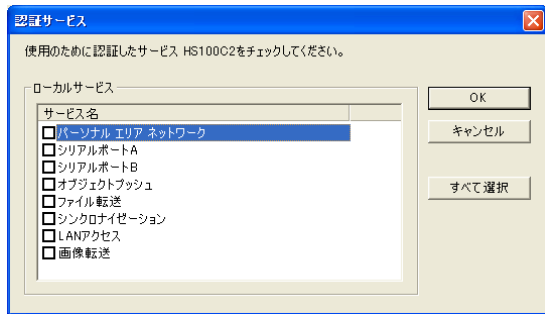 認証サービス
使用のために認証したサービス HS100C2をチェックしてください。
ローカルサービス
サービス名
パーソナル エリア ネットワーク
シリアルポートA
シリアルポートB
オブジェクトプッシュ
ファイル転送
シンクロナイゼーション
LANアクセス
画像転送
OK
キャンセル
すべて選択